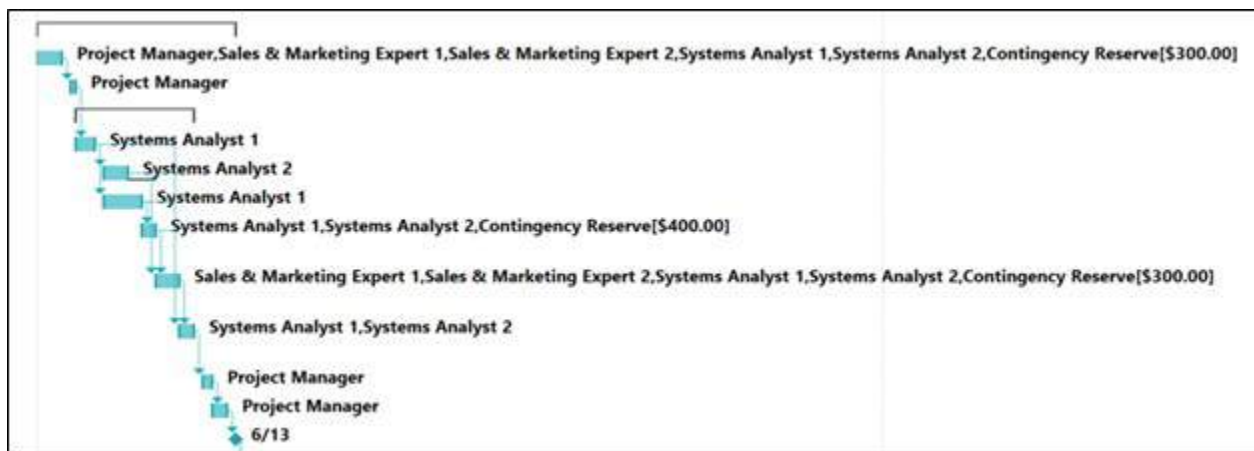 Project Manager,Sales & Marketing Expert 1,Sales & Marketing Expert 2,Systems Analyst 1,Systems Analyst 2,Contingency Reserve[$300.00]
Project Manager
Systems Analyst 1
Systems Analyst 2
Systems Analyst 1
Systems Analyst 1,Systems Analyst 2,Contingency Reserve[$400.00]
Sales & Marketing Expert 1,Sales & Marketing Expert 2,Systems Analyst 1,Systems Analyst 2,Contingency Reserve[$300.00]
Systems Analyst 1,Systems Analyst 2
Project Manager
Project Manager
6/13